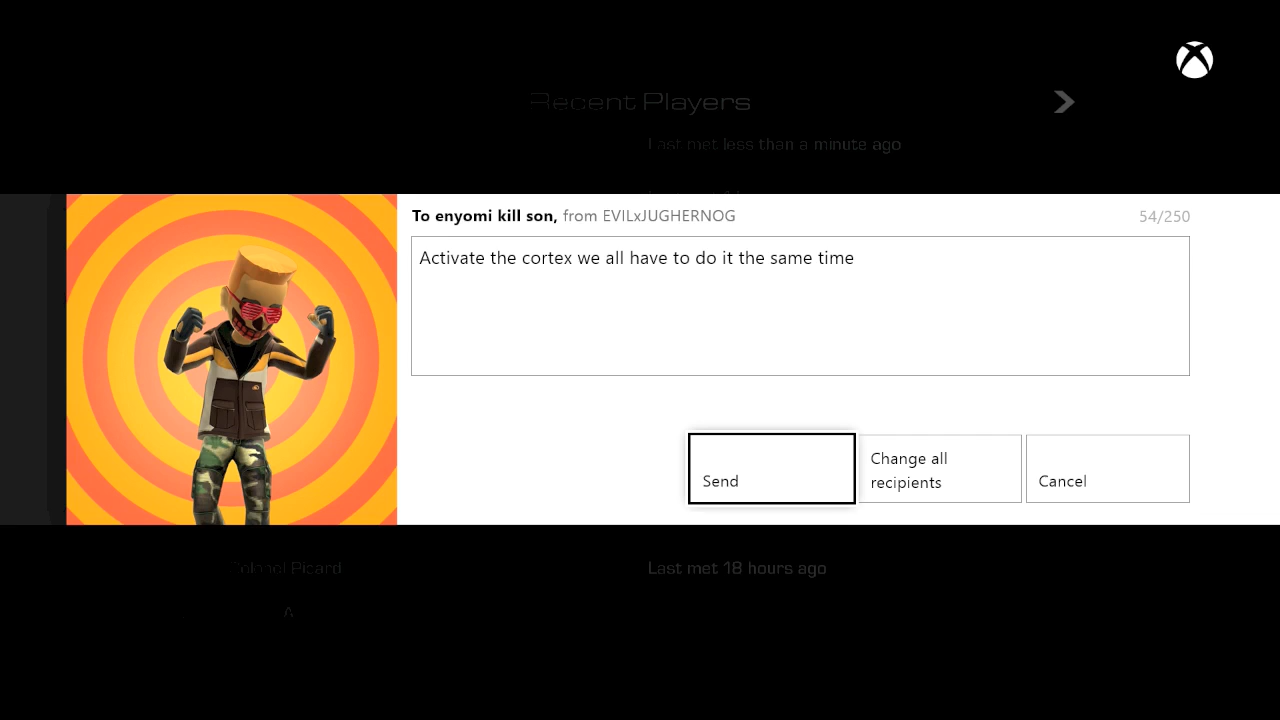 Recent Players
Last met less than a minute ago
To enyomi kill son, from EVILxJUGHERNOG
54/250
Activate the cortex we all have to do it the same time
Send
Change all
recipients
Cancel
Colonol Picard
Last met 18 hours ago